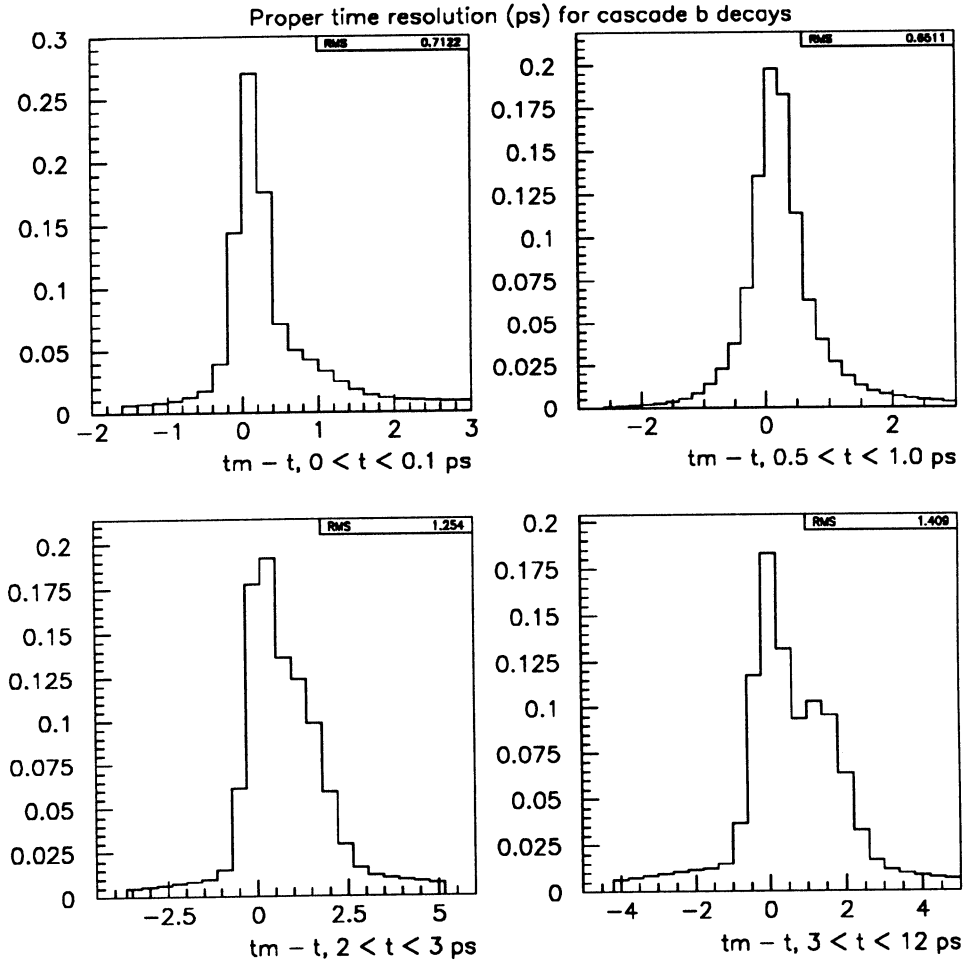 Proper time resolution (ps) for cascade b decays
RMS 0.7122
0.3
0.25
0.2
0.15
0.1
0.05
0
−2 −1 0 1 2 3
tm − t, 0 < t < 0.1 ps
RMS 0.6511
0.2
0.175
0.15
0.125
0.1
0.075
0.05
0.025
0
−2 0 2
tm − t, 0.5 < t < 1.0 ps
RMS 1.254
0.2
0.175
0.15
0.125
0.1
0.075
0.05
0.025
0
−2.5 0 2.5 5
tm − t, 2 < t < 3 ps
RMS 1.409
0.2
0.175
0.15
0.125
0.1
0.075
0.05
0.025
0
−4 −2 0 2 4
tm − t, 3 < t < 12 ps